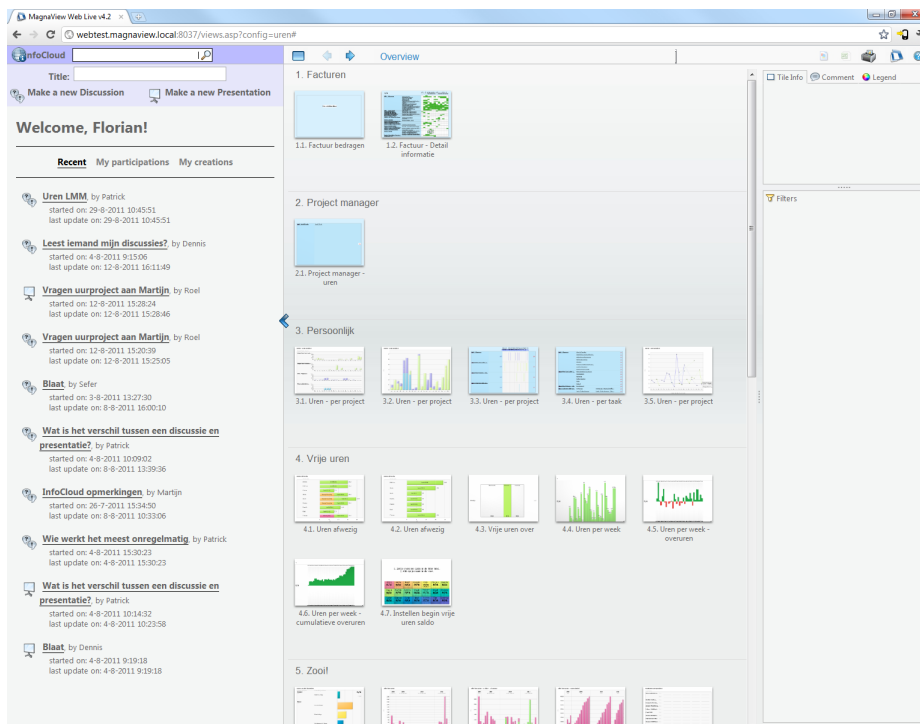 MagnaView Web Live v4.2
webtest.magnaview.local:8037/views.asp?config=uren#
InfoCloud
Title:
Make a new Discussion
Make a new Presentation
Welcome, Florian!
Recent My participations My creations
Uren LMM, by Patrick
started on: 29-8-2011 10:45:51
last update on: 29-8-2011 10:45:51
Leest iemand mijn discussies?, by Dennis
started on: 4-8-2011 9:15:06
last update on: 12-8-2011 16:11:49
Vragen uurproject aan Martijn, by Roel
started on: 12-8-2011 15:28:24
last update on: 12-8-2011 15:28:46
Vragen uurproject aan Martijn, by Roel
started on: 12-8-2011 15:20:39
last update on: 12-8-2011 15:25:05
Blaat, by Sefer
started on: 3-8-2011 13:27:30
last update on: 8-8-2011 16:00:10
Wat is het verschil tussen een discussie en
presentatie?, by Patrick
started on: 4-8-2011 10:09:02
last update on: 8-8-2011 13:39:36
InfoCloud opmerkingen, by Martijn
started on: 26-7-2011 15:34:50
last update on: 8-8-2011 10:33:06
Wie werkt het meest onregelmatig, by Patrick
started on: 4-8-2011 15:30:23
last update on: 4-8-2011 15:30:23
Wat is het verschil tussen een discussie en
presentatie?, by Patrick
started on: 4-8-2011 10:14:32
last update on: 4-8-2011 10:23:58
Blaat, by Dennis
started on: 4-8-2011 9:19:18
last update on: 4-8-2011 9:19:18
Overview
1. Facturen
1.1. Factuur bedragen
1.2. Factuur - Detail
informatie
2. Project manager
2.1. Project manager -
uren
3. Persoonlijk
3.1. Uren - per project
3.2. Uren - per project
3.3. Uren - per project
3.4. Uren - per taak
3.5. Uren - per project
4. Vrije uren
4.1. Uren afwezig
4.2. Uren afwezig
4.3. Vrije uren over
4.4. Uren per week
4.5. Uren per week -
overuren
4.6. Uren per week -
cumulatieve overuren
4.7. Instellen begin vrije
uren saldo
5. Zooi!
Tile Info
Comment
Legend
Filters